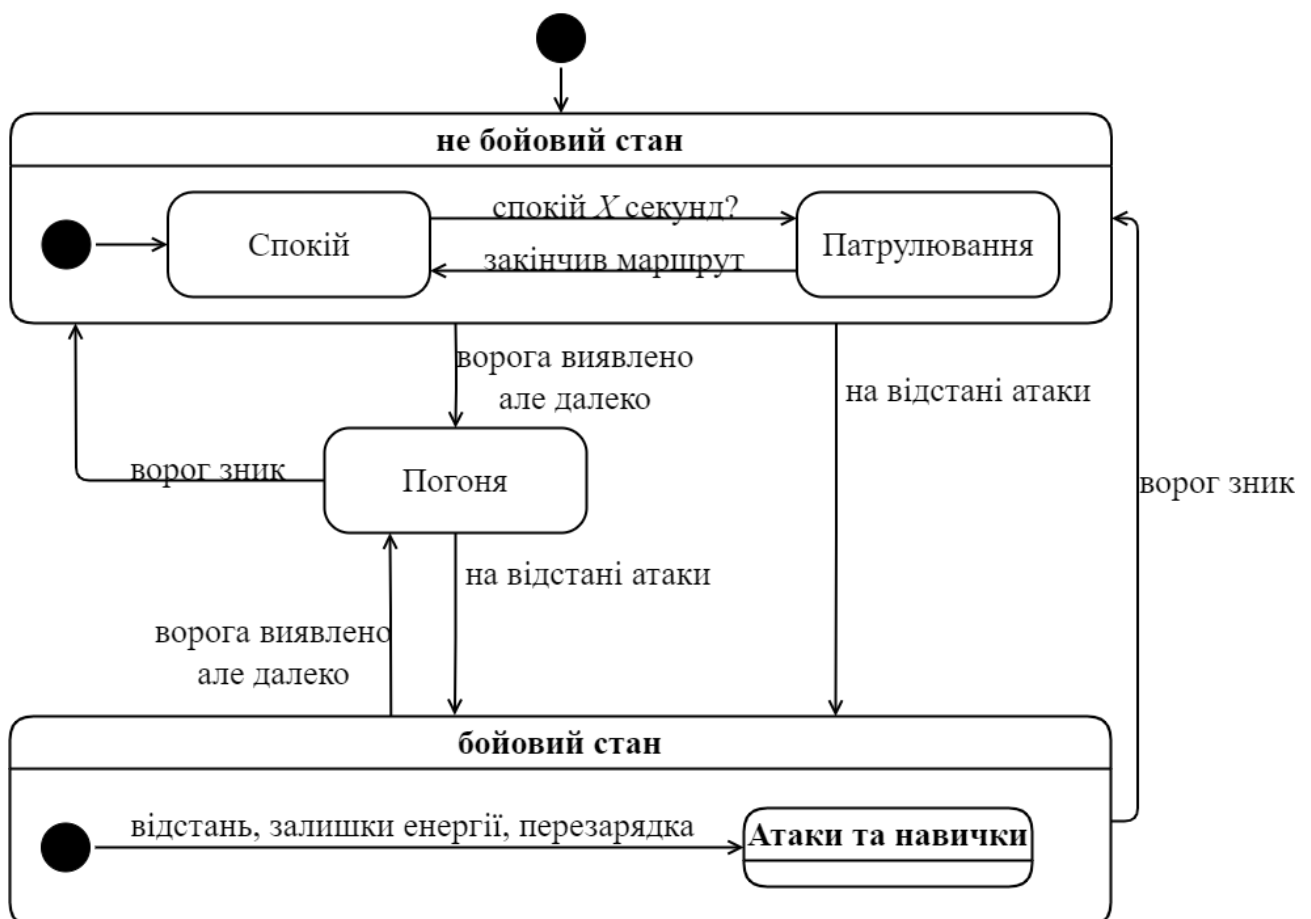 не бойовий стан
спокій X секунд?
Спокій
Патрулювання
закінчив маршрут
ворога виявлено
але далеко
на відстані атаки
ворог зник
Погоня
ворог зник
на відстані атаки
ворога виявлено
але далеко
бойовий стан
відстань, залишки енергії, перезарядка
Атаки та навички